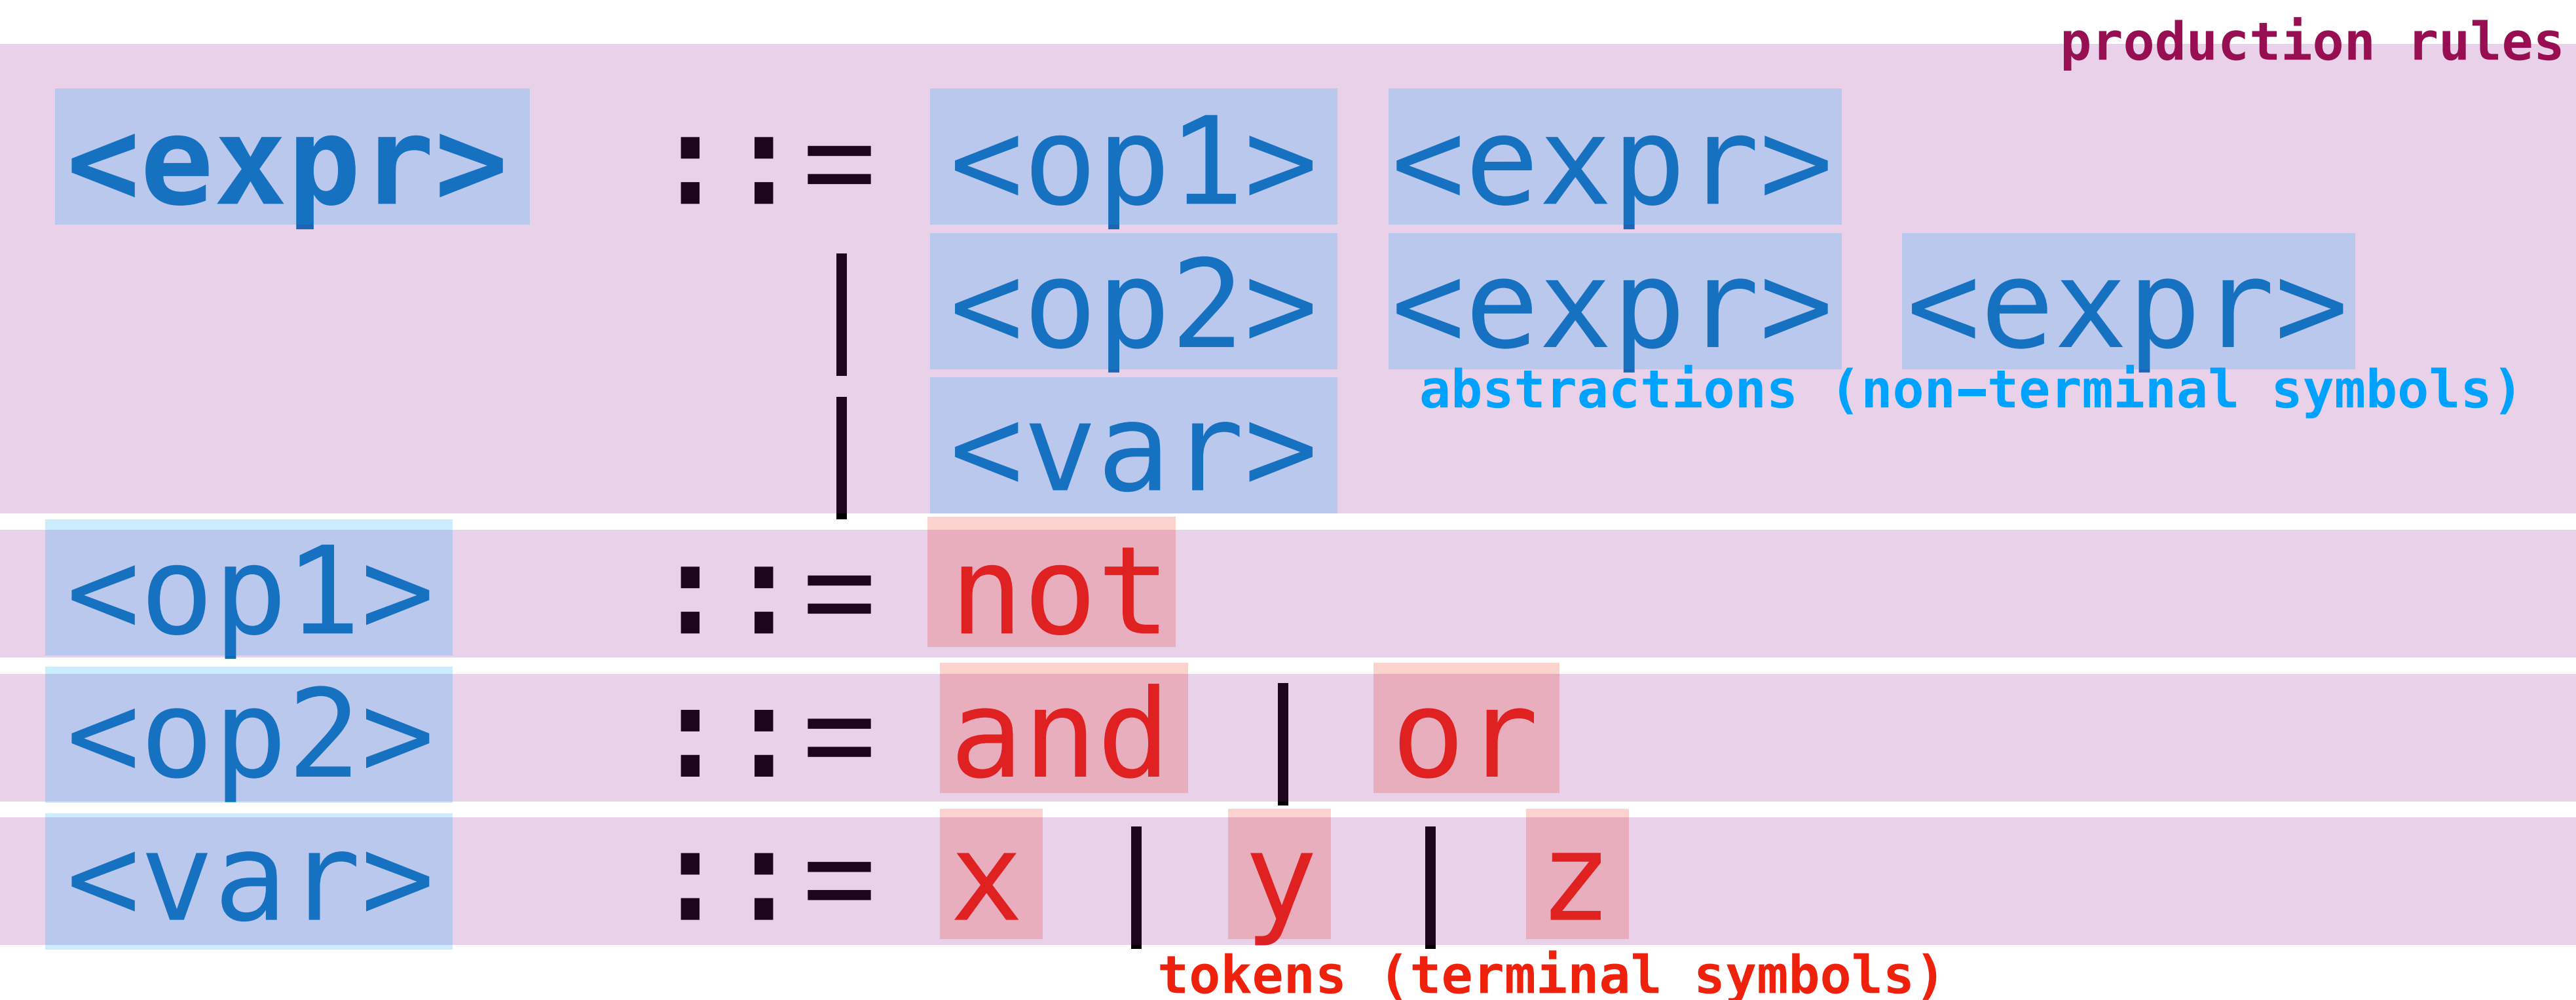 production rules
<expr> ::= <op1> <expr>
| <op2> <expr> <expr>
abstractions (non-terminal symbols)
| <var>
<op1> ::= not
<op2> ::= and | or
<var> ::= x | y | z
tokens (terminal symbols)